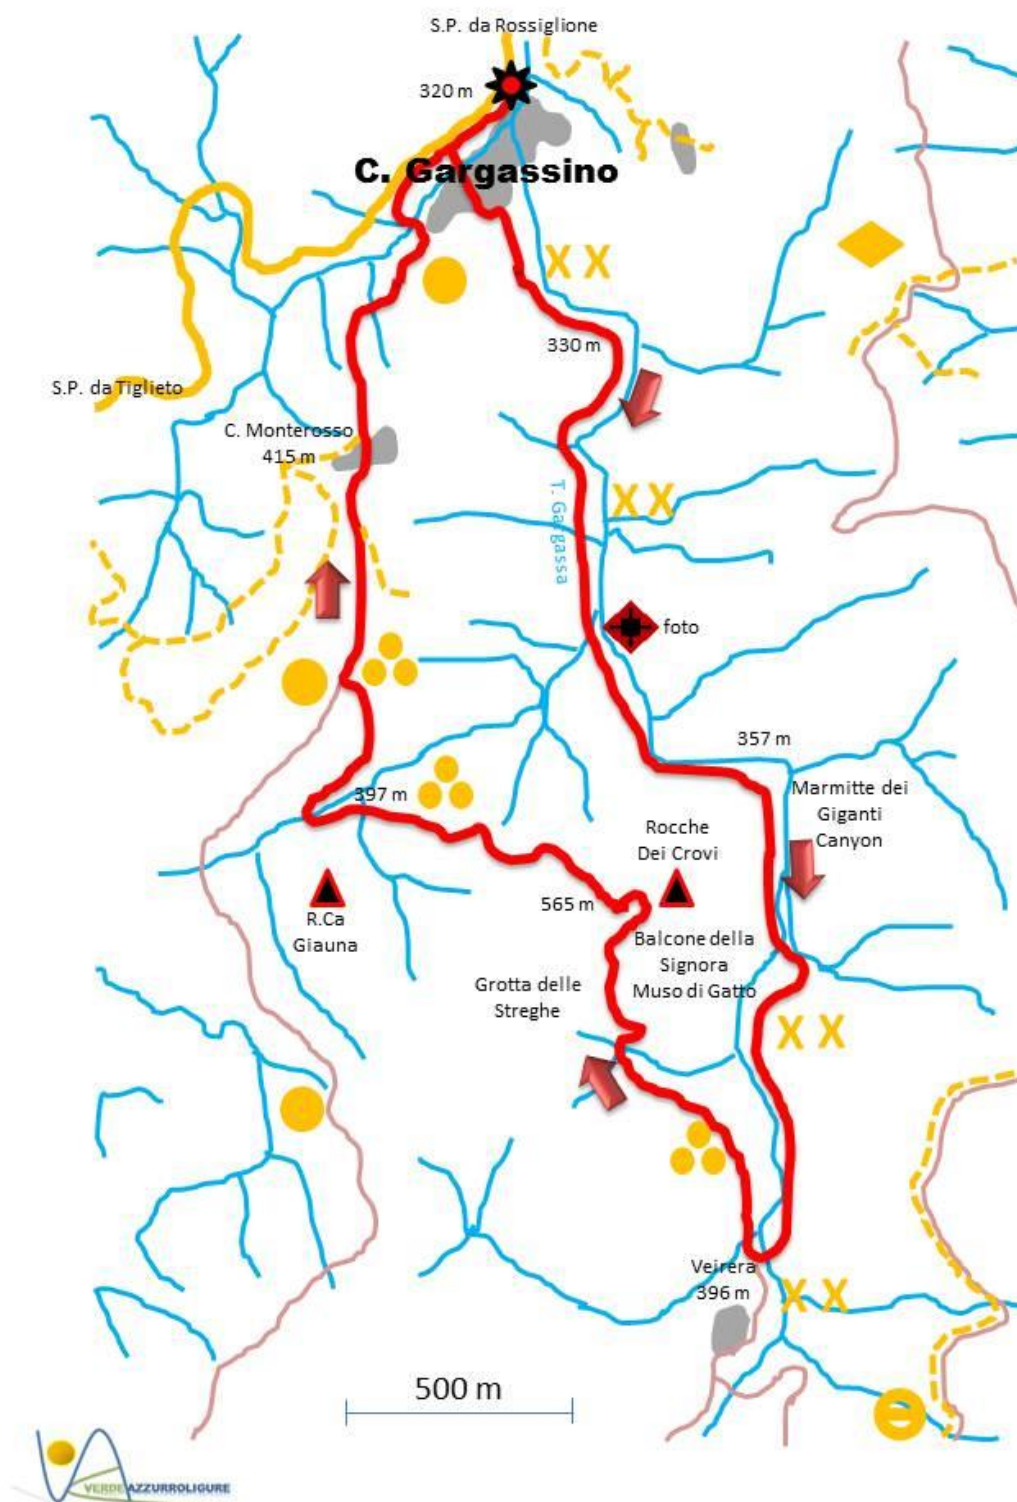 S.P. da Rossiglione
320 m
C. Gargassino
X X
330 m
S.P. da Tiglieto
C. Monterosso
415 m
X X
T. Gargassa
foto
357 m
397 m
Marmitte dei
Giganti
Canyon
Rocche
Dei Crovi
565 m
R.Ca
Giauna
Balcone della
Signora
Muso di Gatto
Grotta delle
Streghe
X X
Veirera
396 m
X X
500 m
VERDEAZZURROLIGURE